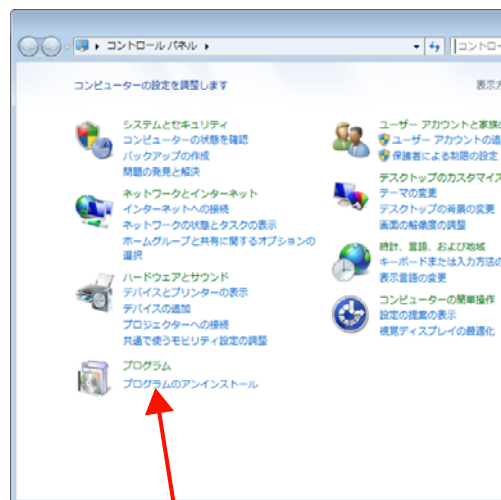 コントロール パネル
コントロー
コンピューターの設定を調整します
表示方
システムとセキュリティ
コンピューターの状態を確認
バックアップの作成
問題の発見と解決
ネットワークとインターネット
インターネットへの接続
ネットワークの状態とタスクの表示
ホームグループと共有に関するオプションの
選択
ハードウェアとサウンド
デバイスとプリンターの表示
デバイスの追加
プロジェクターへの接続
共通で使うモビリティ設定の調整
プログラム
プログラムのアンインストール
ユーザー アカウントと家族の
ユーザー アカウントの追
保護者による制限の設定
デスクトップのカスタマイズ
テーマの変更
デスクトップの背景の変更
画面の解像度の調整
時計、言語、および地域
キーボードまたは入力方法の
表示言語の変更
コンピューターの簡単操作
設定の提案の表示
視覚ディスプレイの最適化